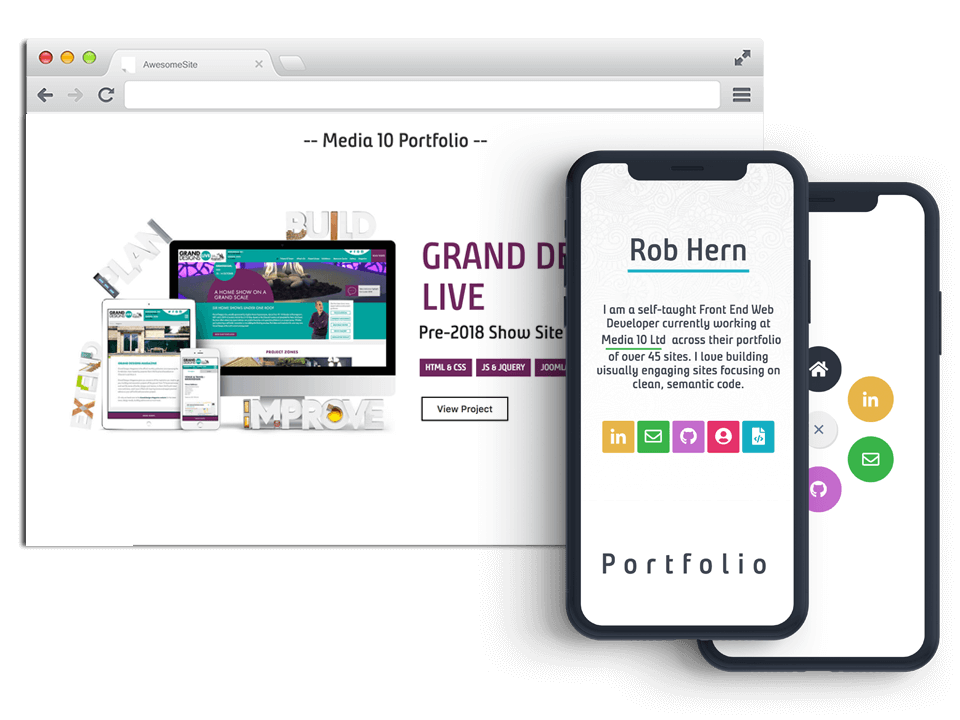 AwesomeSite
-- Media 10 Portfolio --
PLAN
BUILD
EXTEND
IMPROVE
GRAND DESIGNS
A HOME SHOW ON A
GRAND SCALE
PROJECT ZONES
GRAND DE
LIVE
Pre-2018 Show Site
HTML & CSS
JS & JQUERY
JOOML
View Project
Rob Hern
I am a self-taught Front End Web
Developer currently working at
Media 10 Ltd across their portfolio
of over 45 sites. I love building
visually engaging sites focusing on
clean, semantic code.
in
Portfolio
in